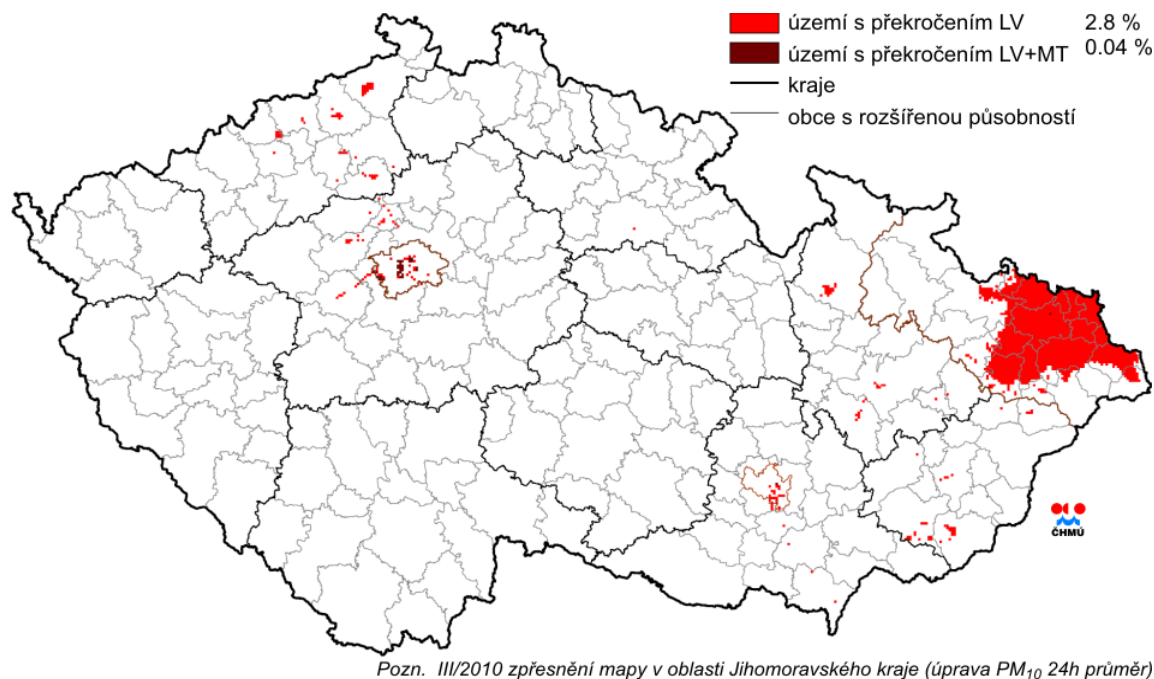 území s překročením LV 2.8 %
území s překročením LV+MT 0.04 %
kraje
obce s rozšířenou působností
ČHMÚ
Pozn. III/2010 zpřesnění mapy v oblasti Jihomoravského kraje (úprava PM₁₀ 24h průměr)